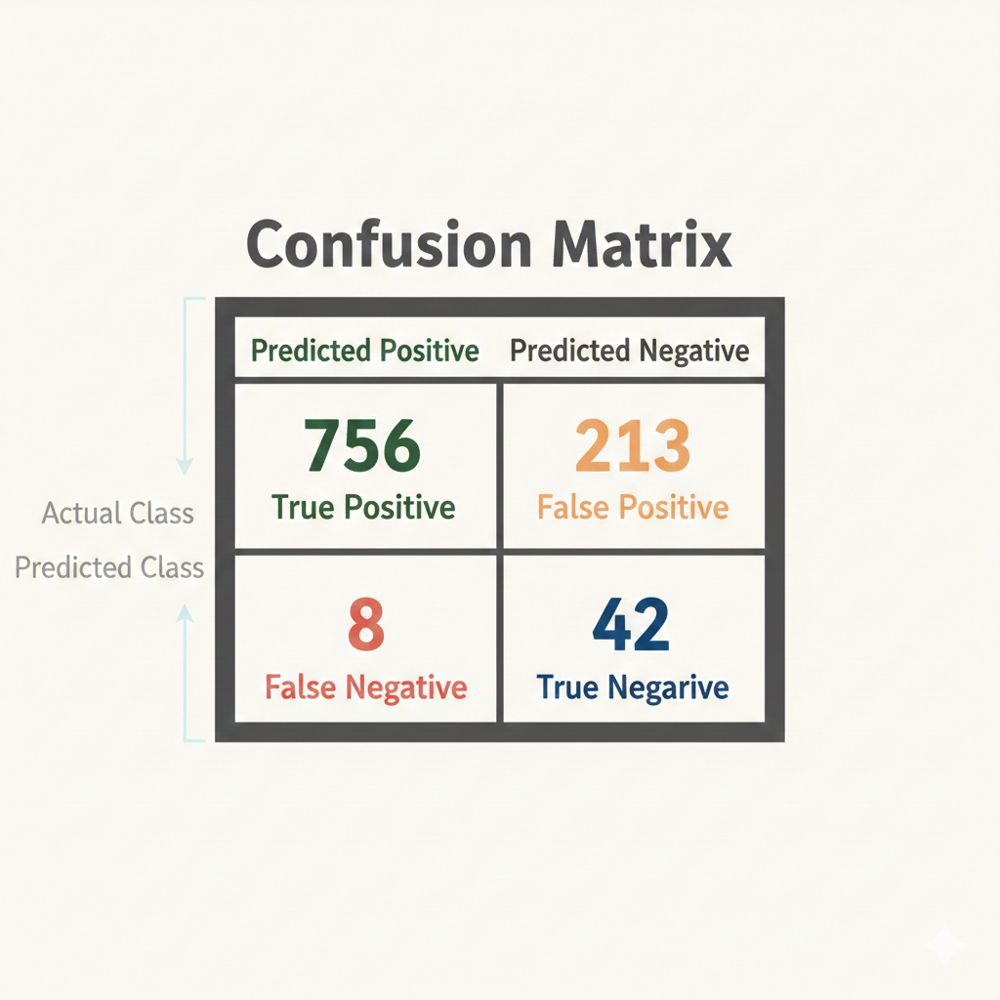 Confusion Matrix
Predicted Positive Predicted Negative
756 213
True Positive False Positive
Actual Class
Predicted Class
8 42
False Negative True Negarive